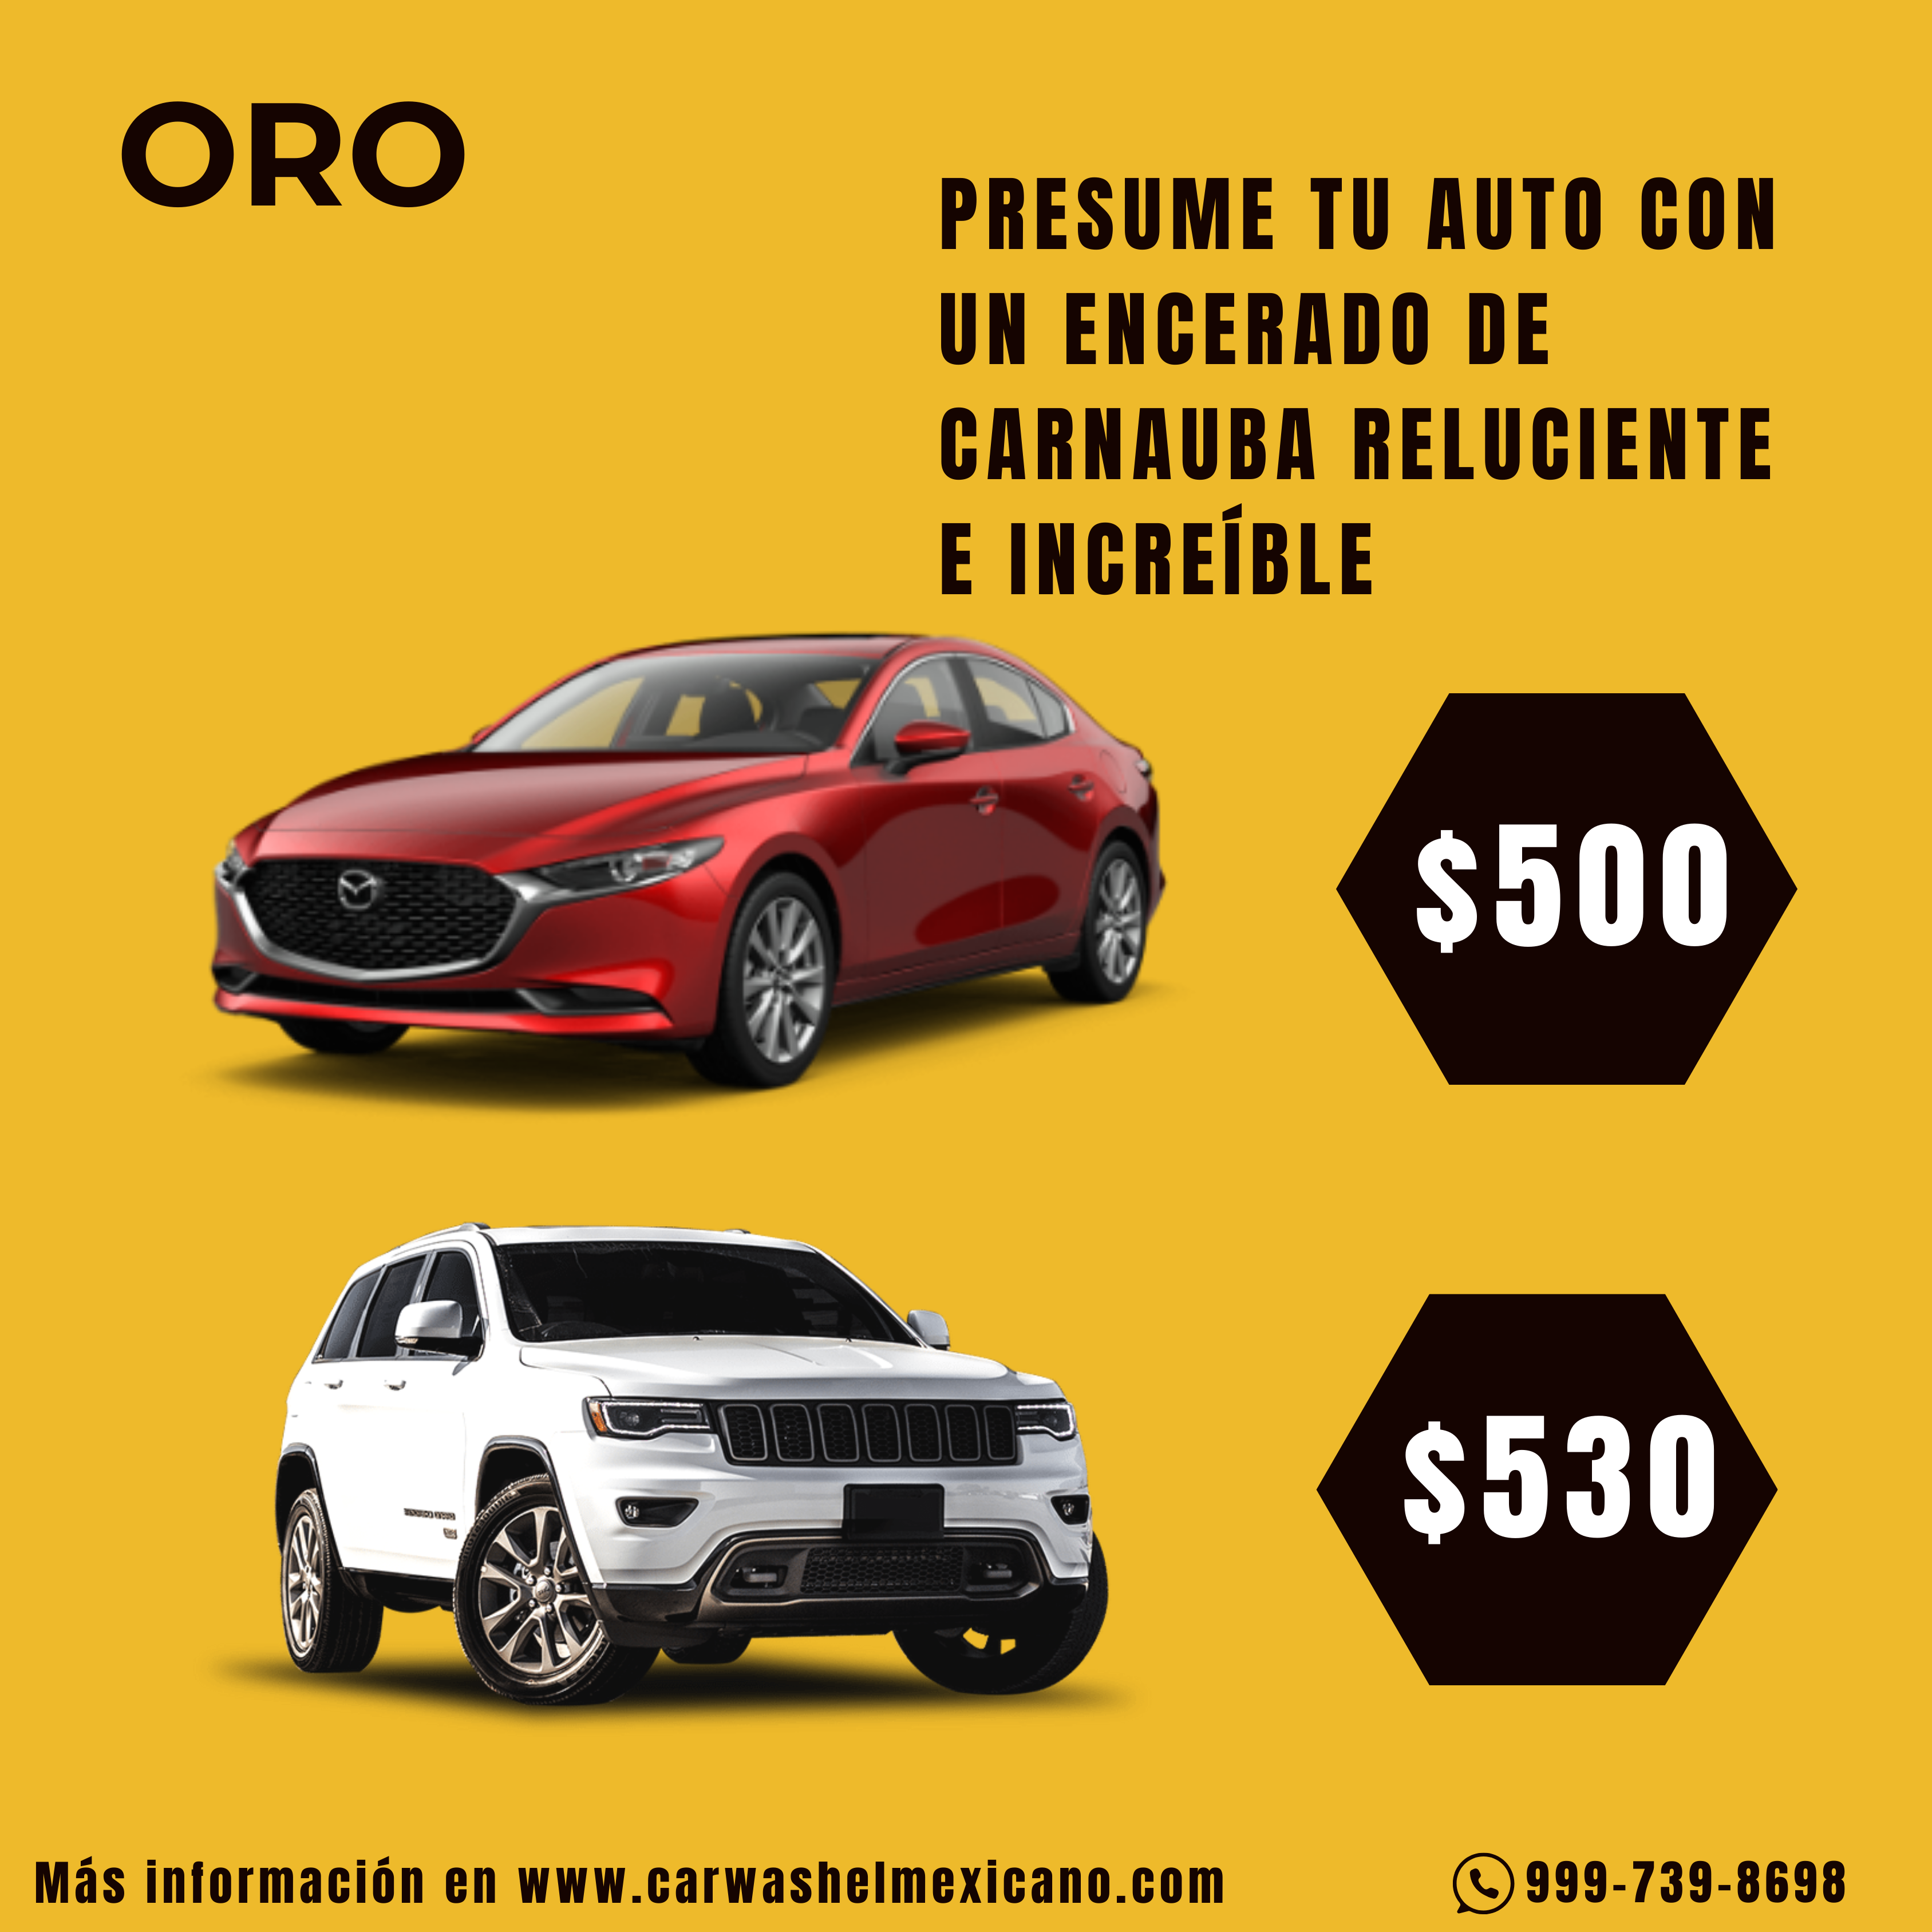 ORO
PRESUME TU AUTO CON
UN ENCERADO DE
CARNAUBA RELUCIENTE
E INCREÍBLE
$500
$530
Más información en www.carwashelmexicano.com
999-739-8698